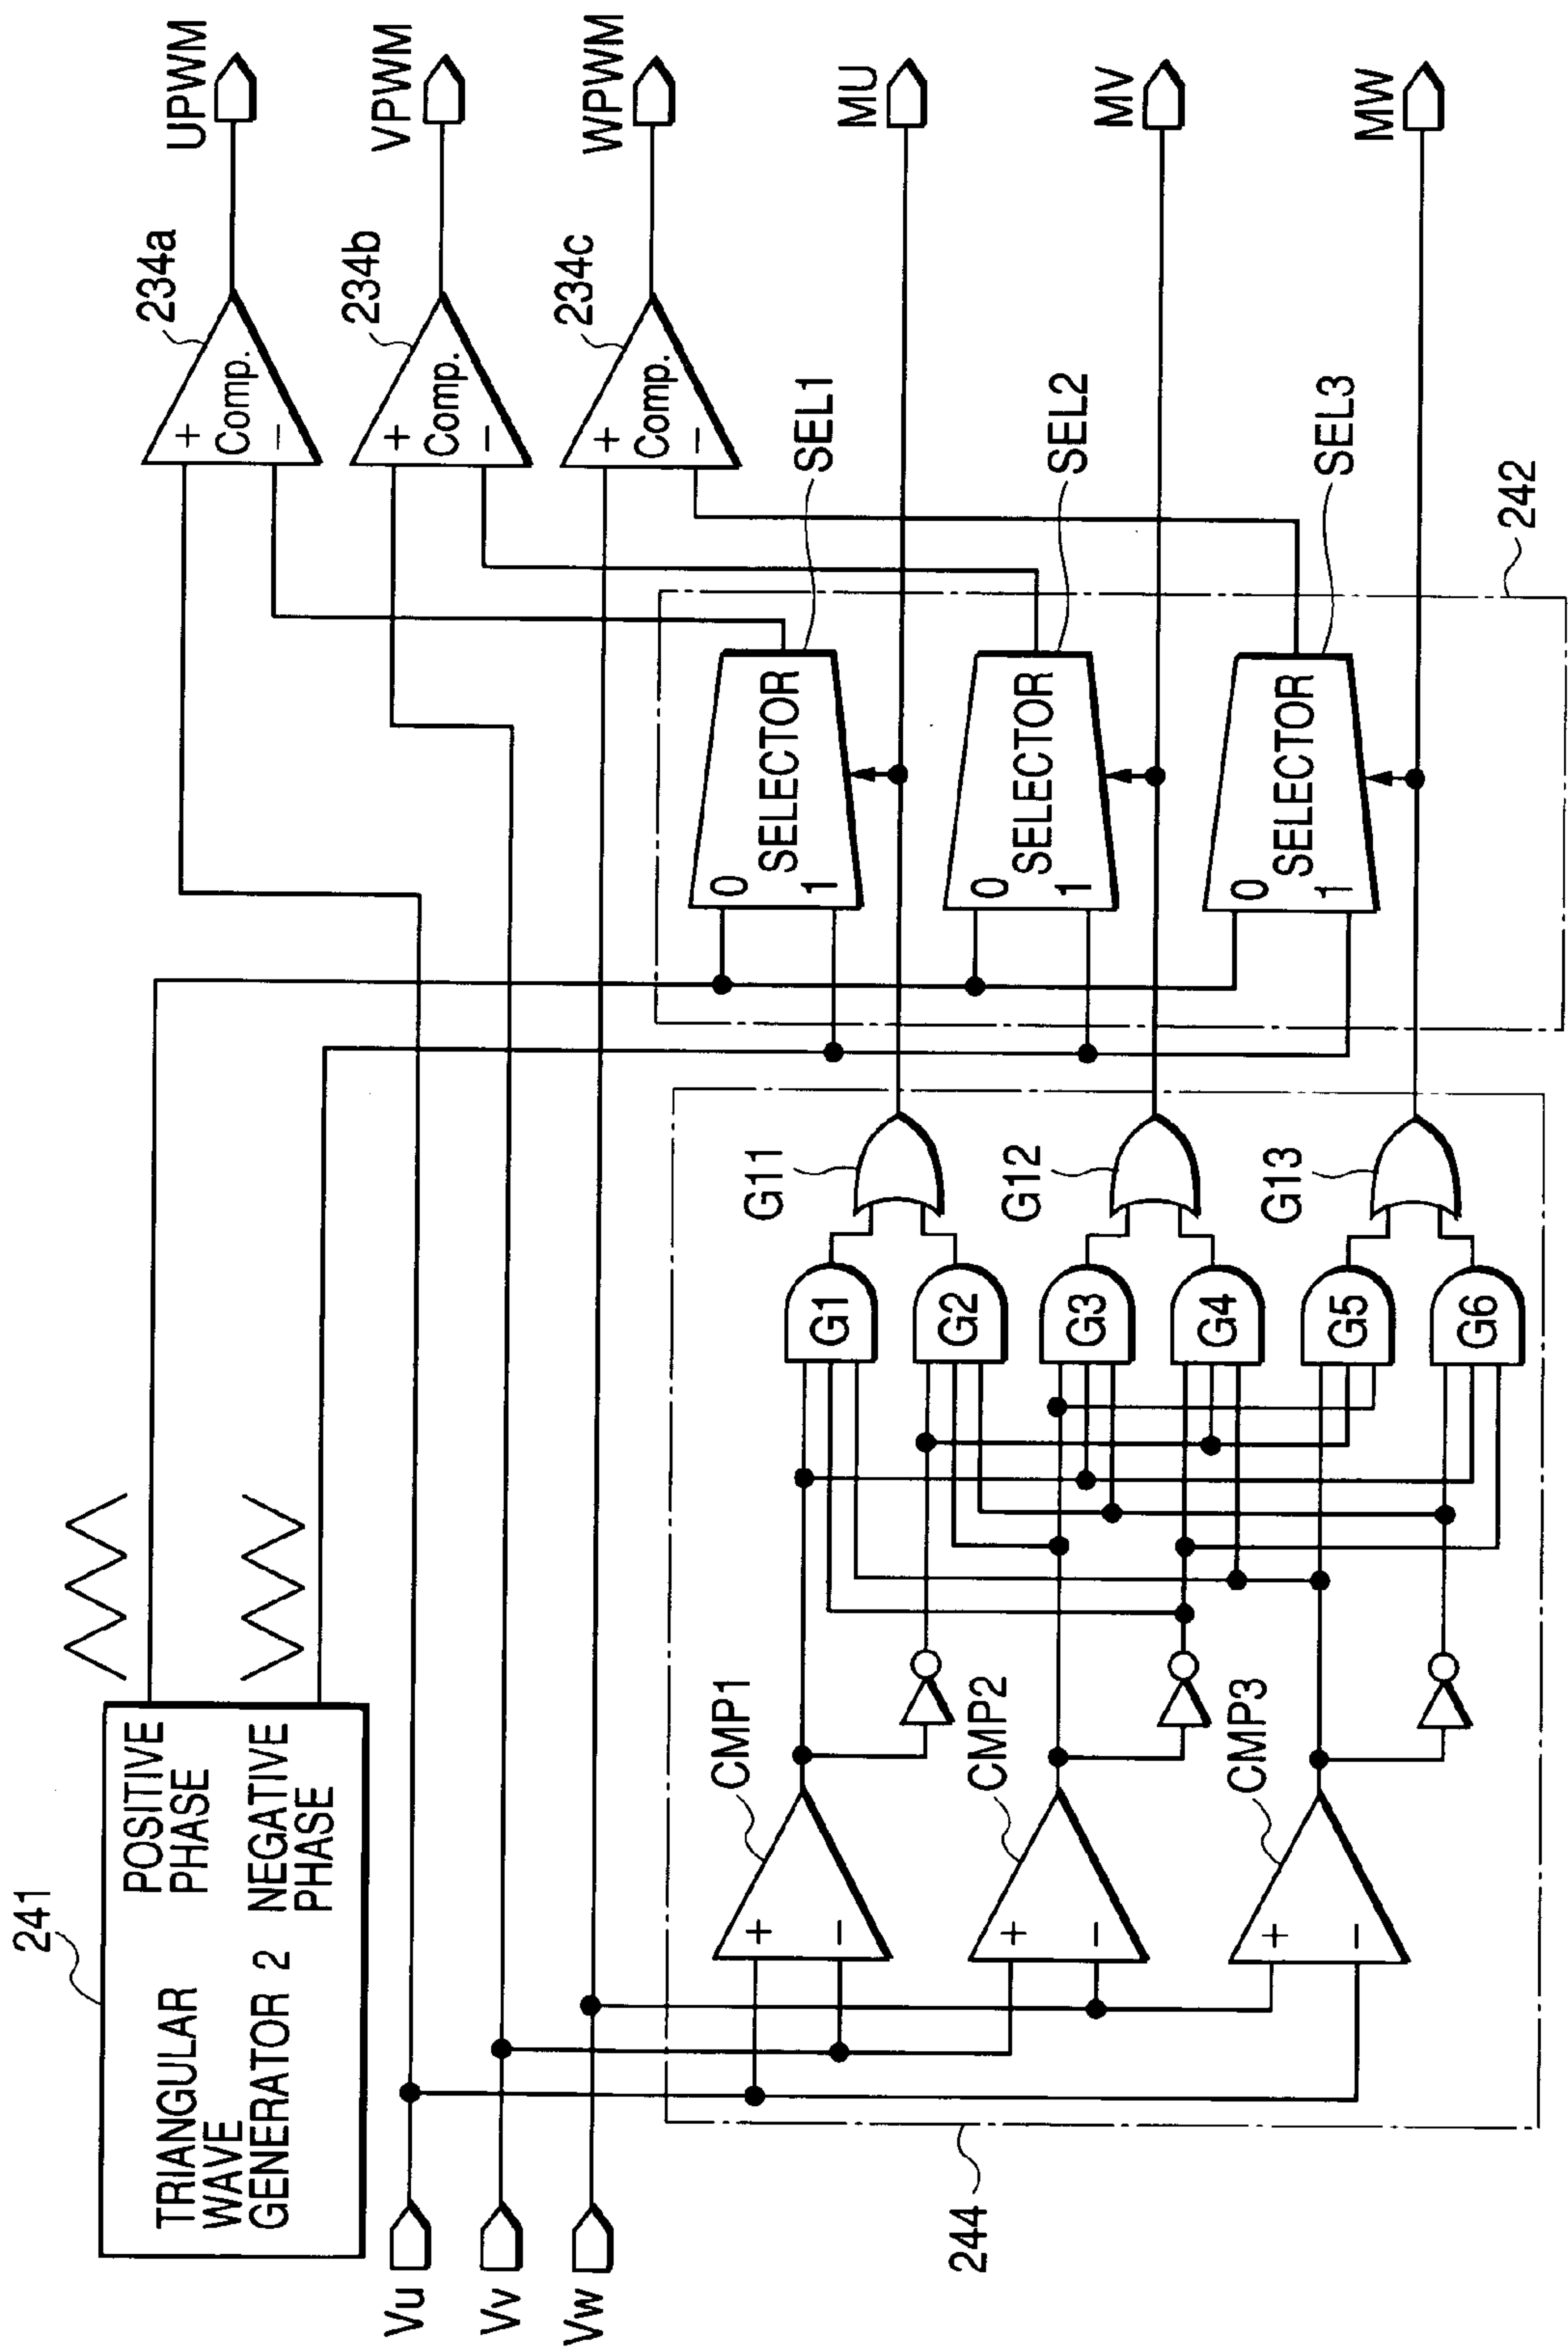 241
TRIANGULAR
WAVE
GENERATOR 2
POSITIVE
PHASE
NEGATIVE
PHASE
Vu
Vv
Vw
234a
+
Comp.
−
UPWM
234b
+
Comp.
−
VPWM
234c
+
Comp.
−
WPWM
244
CMP1
+
−
CMP2
+
−
CMP3
+
−
G1
G2
G3
G4
G5
G6
G11
G12
G13
0
SELECTOR
1
SEL1
0
SELECTOR
1
SEL2
0
SELECTOR
1
SEL3
242
MU
MV
MW